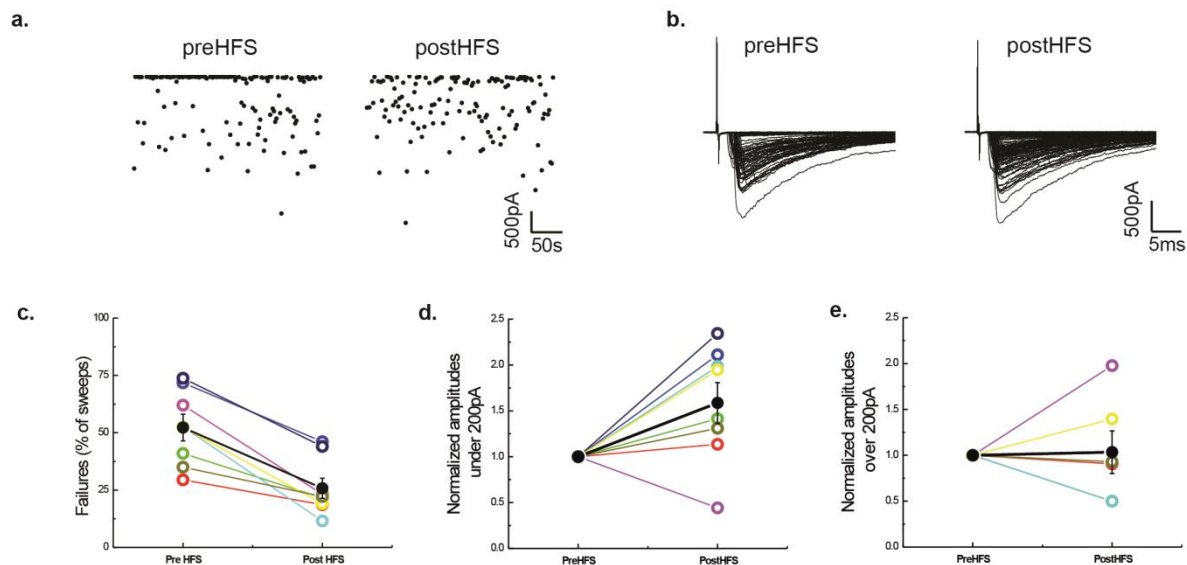 a.
preHFS
postHFS
500pA
50s
b.
preHFS
postHFS
500pA
5ms
c.
Failures (% of sweeps)
100
75
50
25
0
Pre HFS
Post HFS
d.
Normalized amplitudes
under 200pA
2.5
2.0
1.5
1.0
0.5
0.0
PreHFS
PostHFS
e.
Normalized amplitudes
over 200pA
2.5
2.0
1.5
1.0
0.5
0.0
PreHFS
PostHFS